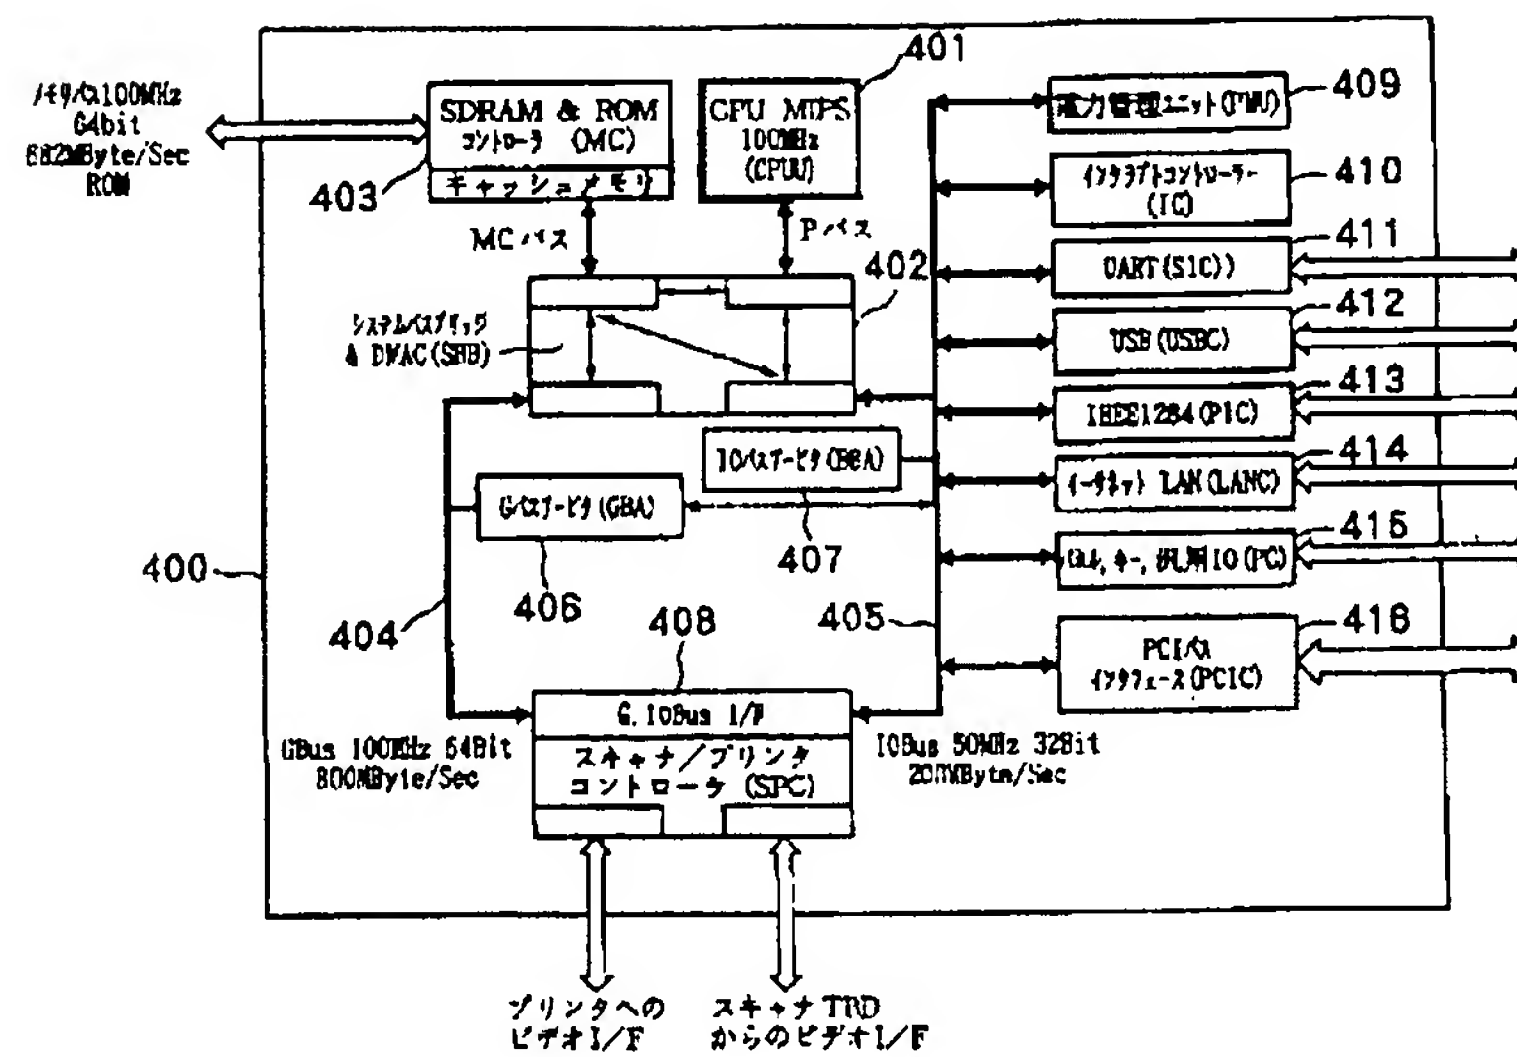 メモリバス100MHz
64bit
ROM
SDRAM & ROM
コントローラ (MC)
キャッシュメモリ
403
401
CPU MIPS
100MHz
(CPUU)
MCバス
Pバス
402
システムバスブリッジ
& DMAC(SBB)
電力管理ユニット(PMU)
409
インタラプトコントローラー
(IC)
410
UART(SIC))
411
USB(USBC)
412
IEEE1284(PIC)
413
イーサネット LAN(LANC)
414
汎用IO(PC)
415
PCIバス
インタフェース(PCIC)
416
IOバスアービタ(BBA)
407
Gバスアービタ(GBA)
406
400
404
405
408
G. IOBus I/F
スキャナ/プリンタ
コントローラ(SPC)
GBus 100MHz 64Bit
800MByte/Sec
IOBus 50MHz 32Bit
200MByte/Sec
プリンタへの
ビデオI/F
スキャナ
からのビデオI/F